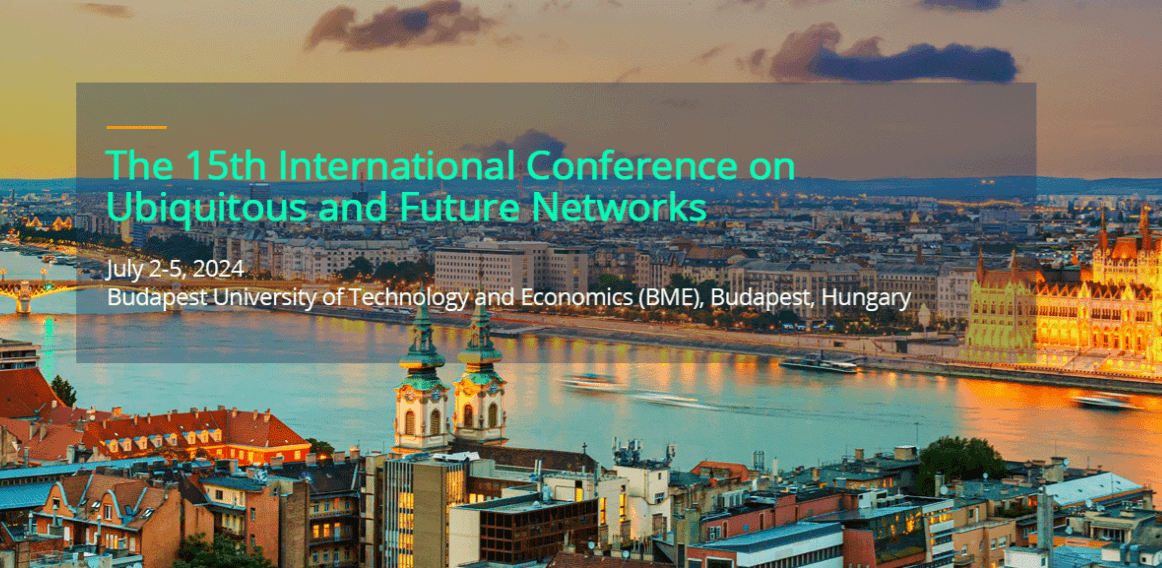 The 15th International Conference on
Ubiquitous and Future Networks
July 2-5, 2024
Budapest University of Technology and Economics (BME), Budapest, Hungary